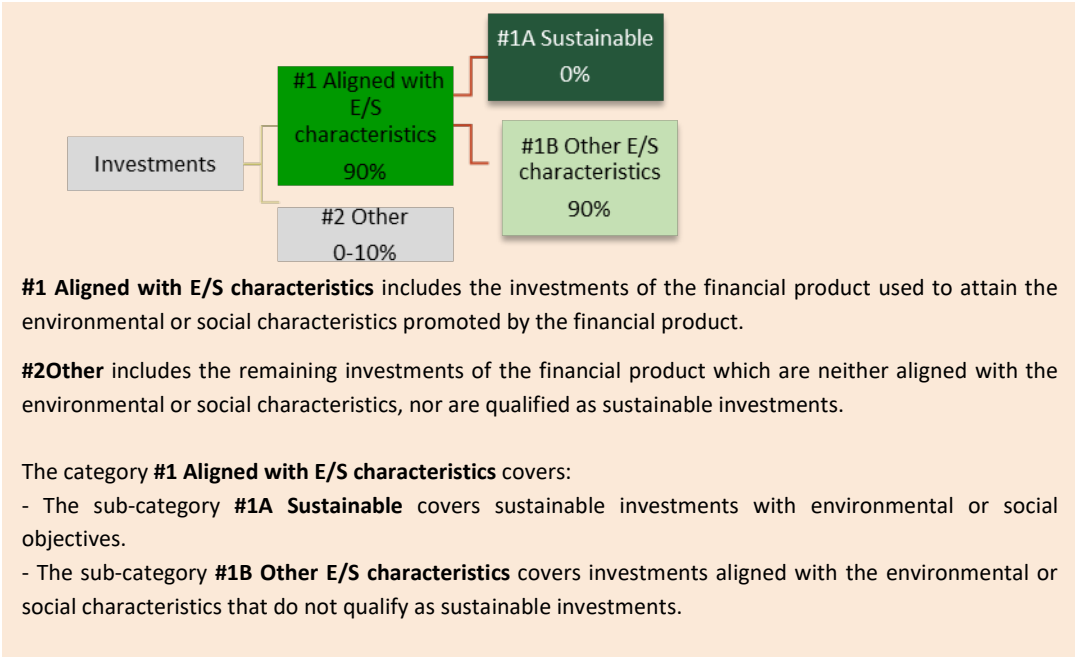 #1A Sustainable
0%
#1 Aligned with
E/S
characteristics
90%
#1B Other E/S
characteristics
90%
Investments
#2 Other
0-10%
#1 Aligned with E/S characteristics includes the investments of the financial product used to attain the
environmental or social characteristics promoted by the financial product.
#2Other includes the remaining investments of the financial product which are neither aligned with the
environmental or social characteristics, nor are qualified as sustainable investments.
The category #1 Aligned with E/S characteristics covers:
- The sub-category #1A Sustainable covers sustainable investments with environmental or social
objectives.
- The sub-category #1B Other E/S characteristics covers investments aligned with the environmental or
social characteristics that do not qualify as sustainable investments.